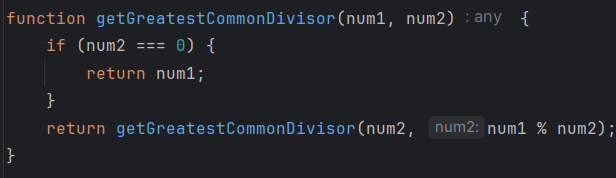 function getGreatestCommonDivisor(num1, num2) : any {
    if (num2 === 0) {
        return num1;
    }
    return getGreatestCommonDivisor(num2, num2: num1 % num2);
}